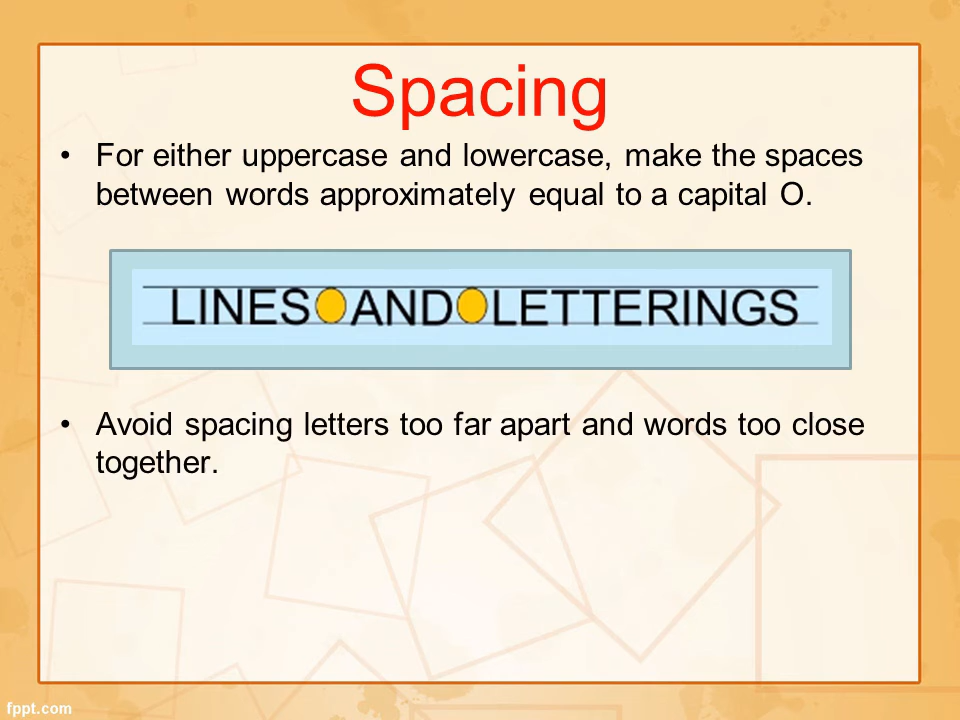 Spacing
• For either uppercase and lowercase, make the spaces
between words approximately equal to a capital O.
LINES AND LETTERINGS
• Avoid spacing letters too far apart and words too close
together.
fppt.com